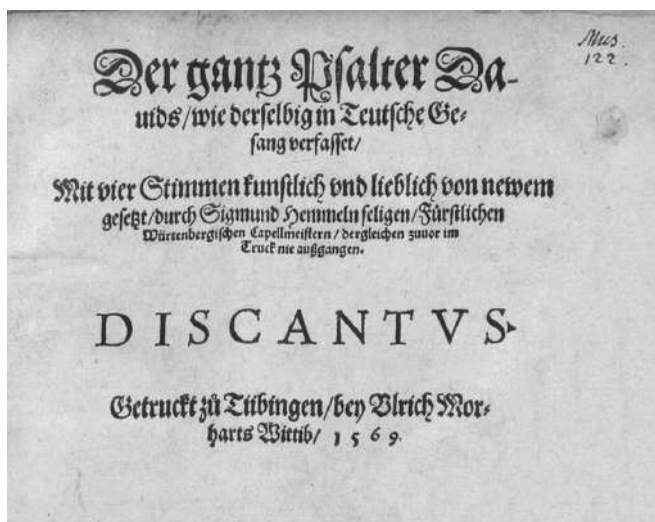 Mus.
122.
Der gantz Psalter Da-
uids/wie derselbig in Teutsche Ge-
sang verfasset/
Mit vier Stimmen kunstlich vnd lieblich von newem
gesetzt/durch Sigmund Hemmeln seligen/Fürstlichen
Würtenbergischen Capellmeistern/dergleichen zuuor im
Truck nie außgangen.
DISCANTVS.
Getruckt zů Tübingen/bey Vlrich Mor-
harts Wittib/ 1569.